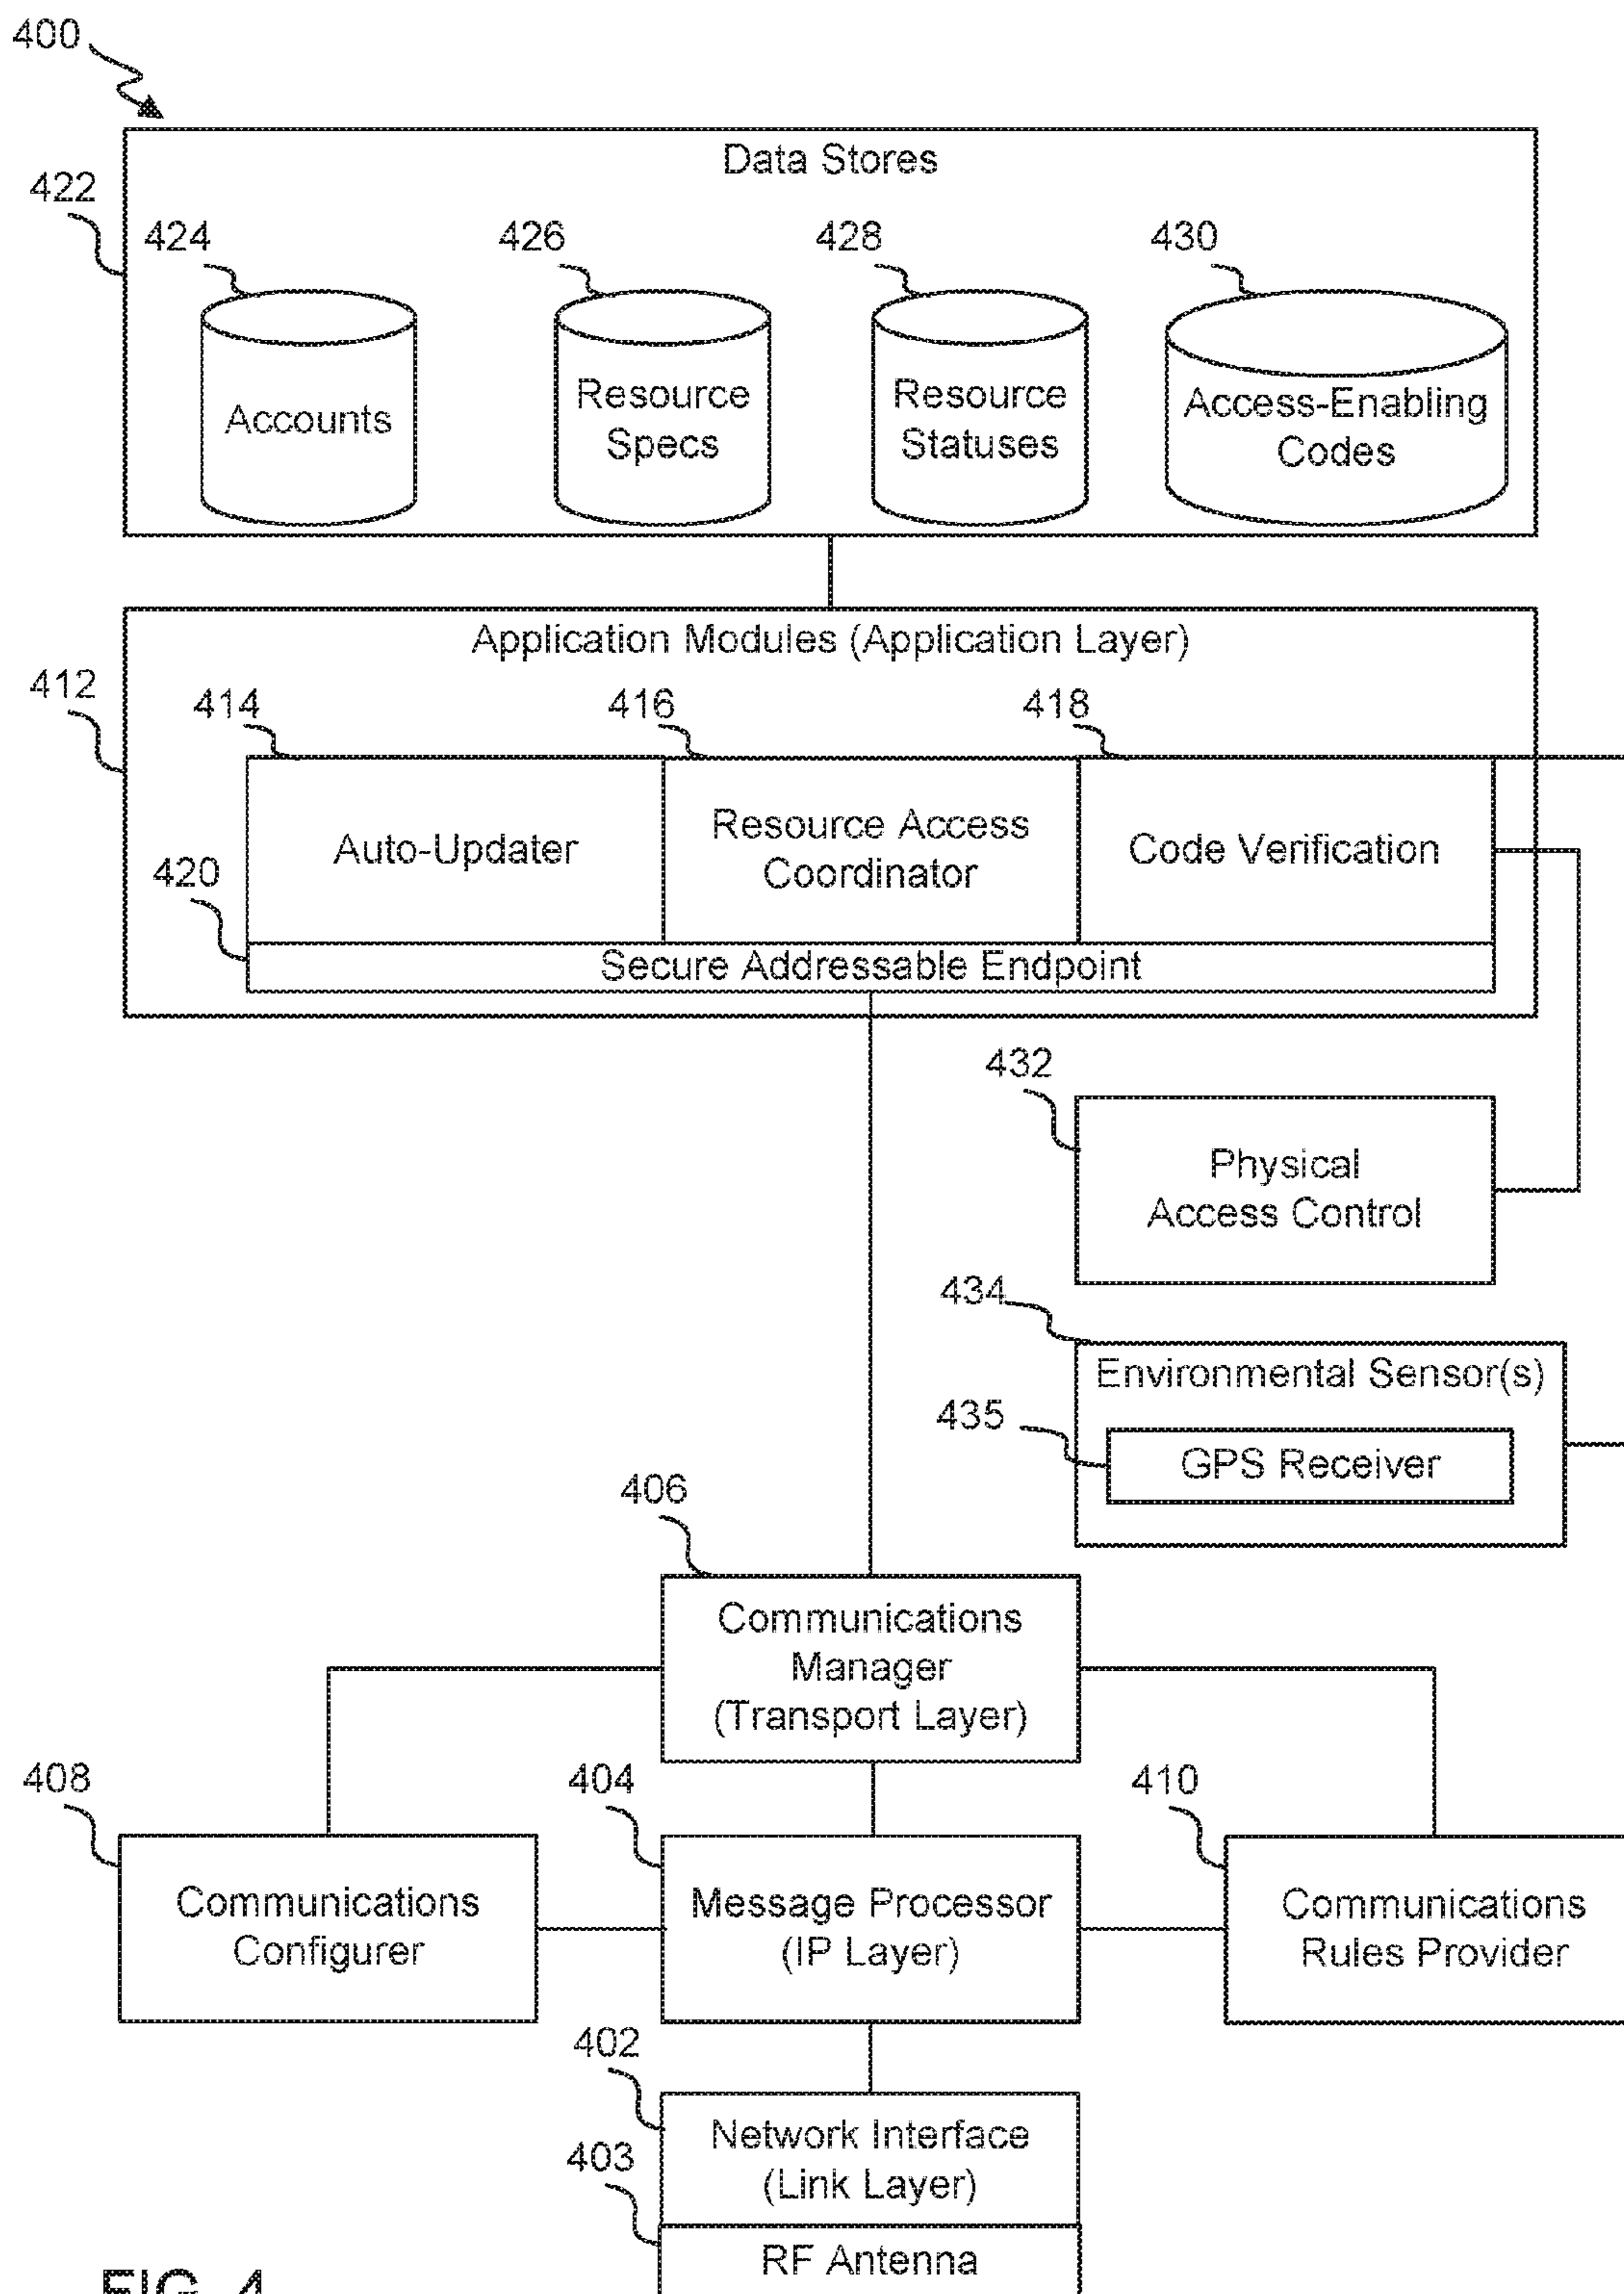 400
Data Stores
422
424
426
428
430
Accounts
Resource
Specs
Resource
Statuses
Access-Enabling
Codes
Application Modules (Application Layer)
412
414
416
418
Auto-Updater
Resource Access
Coordinator
Code Verification
420
Secure Addressable Endpoint
432
Physical
Access Control
434
Environmental Sensor(s)
435
GPS Receiver
406
Communications
Manager
(Transport Layer)
408
404
410
Communications
Configurer
Message Processor
(IP Layer)
Communications
Rules Provider
402
Network Interface
(Link Layer)
403
RF Antenna
FIG. 4